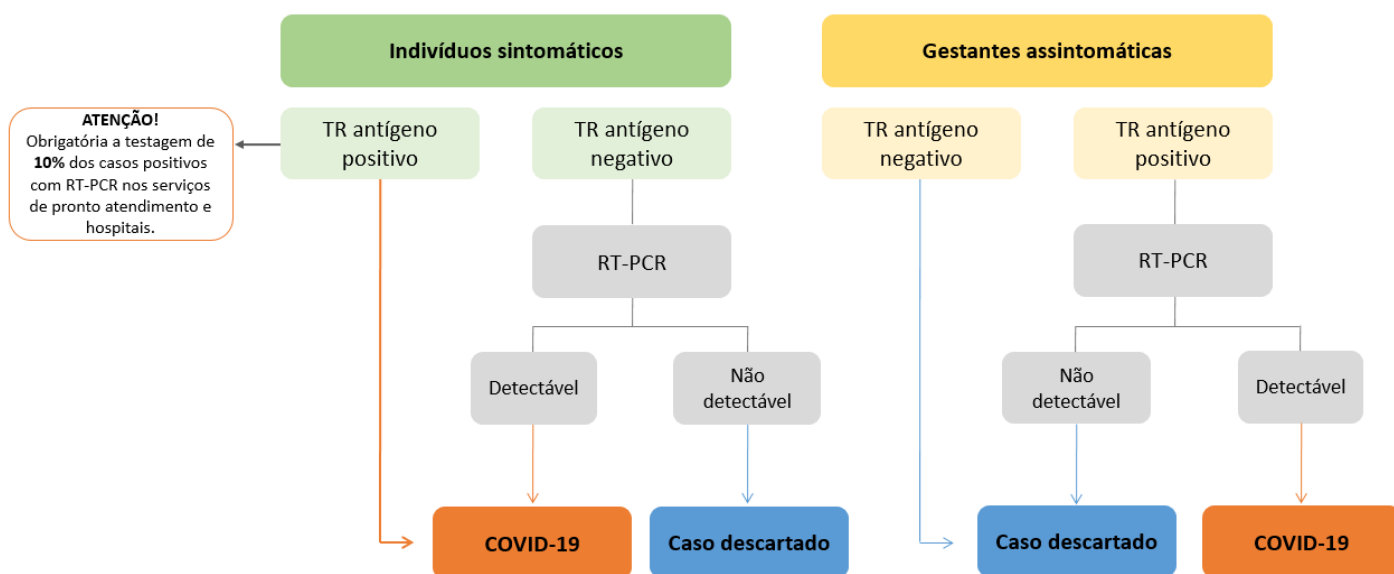 Indivíduos sintomáticos
Gestantes assintomáticas
ATENÇÃO!
Obrigatória a testagem de
10% dos casos positivos
com RT-PCR nos serviços
de pronto atendimento e
hospitais.
TR antígeno
positivo
TR antígeno
negativo
TR antígeno
negativo
TR antígeno
positivo
RT-PCR
RT-PCR
Detectável
Não
detectável
Não
detectável
Detectável
COVID-19
Caso descartado
Caso descartado
COVID-19